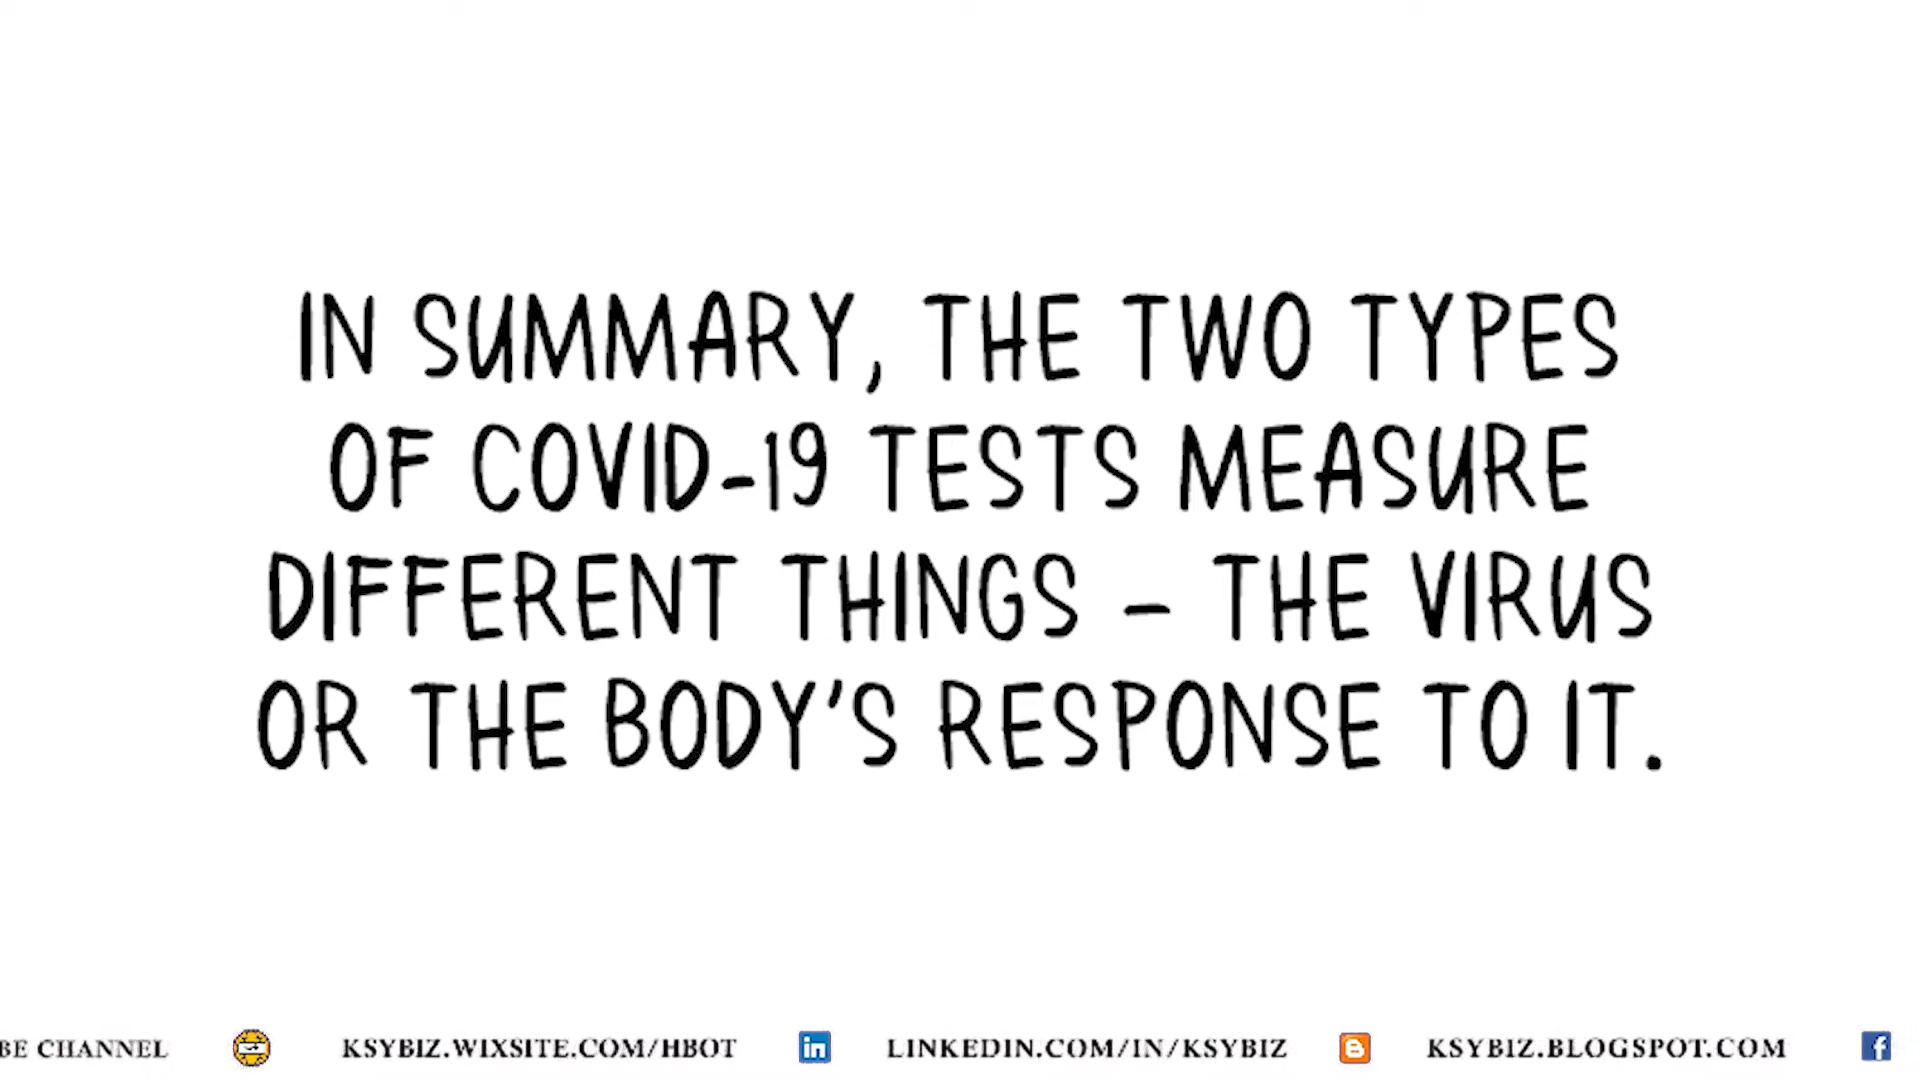 IN SUMMARY, THE TWO TYPES
OF COVID-19 TESTS MEASURE
DIFFERENT THINGS – THE VIRUS
OR THE BODY'S RESPONSE TO IT.
BE CHANNEL KSYBIZ.WIXSITE.COM/HBOT LINKEDIN.COM/IN/KSYBIZ KSYBIZ.BLOGSPOT.COM